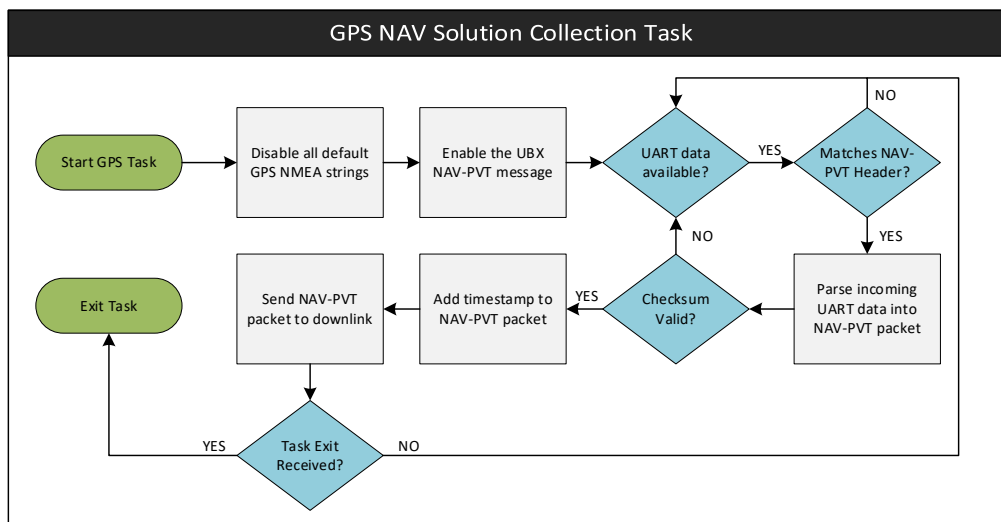 GPS NAV Solution Collection Task
NO
Start GPS Task
Disable all default
GPS NMEA strings
Enable the UBX
NAV-PVT message
UART data
available?
YES
Matches NAV-
PVT Header?
YES
NO
Exit Task
Send NAV-PVT
packet to downlink
Add timestamp to
NAV-PVT packet
YES
Checksum
Valid?
Parse incoming
UART data into
NAV-PVT packet
YES
Task Exit
Received?
NO